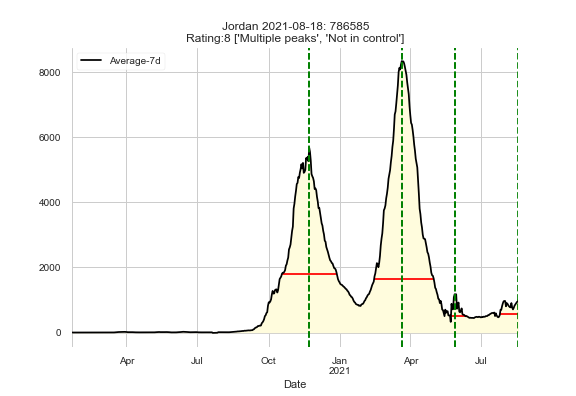 Jordan 2021-08-18: 786585
Rating:8 ['Multiple peaks', 'Not in control']
Average-7d
8000
6000
4000
2000
0
Apr
Jul
Oct
Jan
2021
Apr
Jul
Date